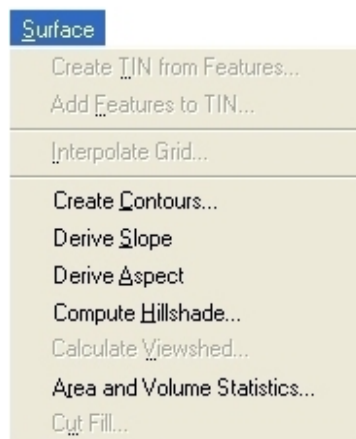 Surface
Create TIN from Features...
Add Features to TIN...
Interpolate Grid...
Create Contours...
Derive Slope
Derive Aspect
Compute Hillshade...
Calculate Viewshed...
Area and Volume Statistics...
Cut Fill...